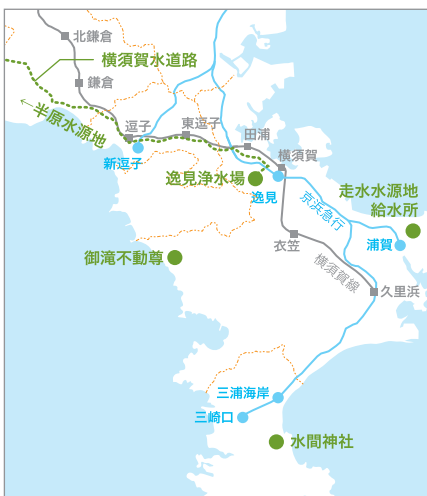 北鎌倉
横須賀水道路
鎌倉
←半原水源地
逗子
東逗子
新逗子
田浦
横須賀
逸見浄水場
逸見
走水水源地
給水所
京浜急行
浦賀
衣笠
御滝不動尊
横須賀線
久里浜
三浦海岸
三崎口
水間神社